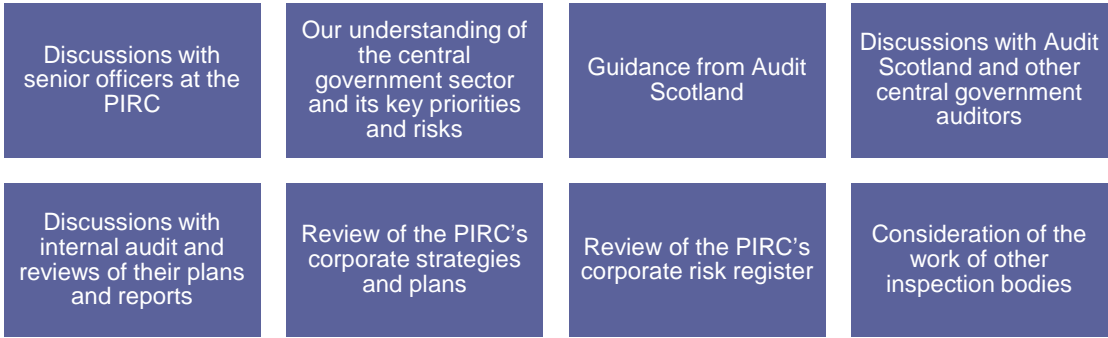 Discussions with
senior officers at the
PIRC
Our understanding of
the central
government sector
and its key priorities
and risks
Guidance from Audit
Scotland
Discussions with Audit
Scotland and other
central government
auditors
Discussions with
internal audit and
reviews of their plans
and reports
Review of the PIRC’s
corporate strategies
and plans
Review of the PIRC’s
corporate risk register
Consideration of the
work of other
inspection bodies